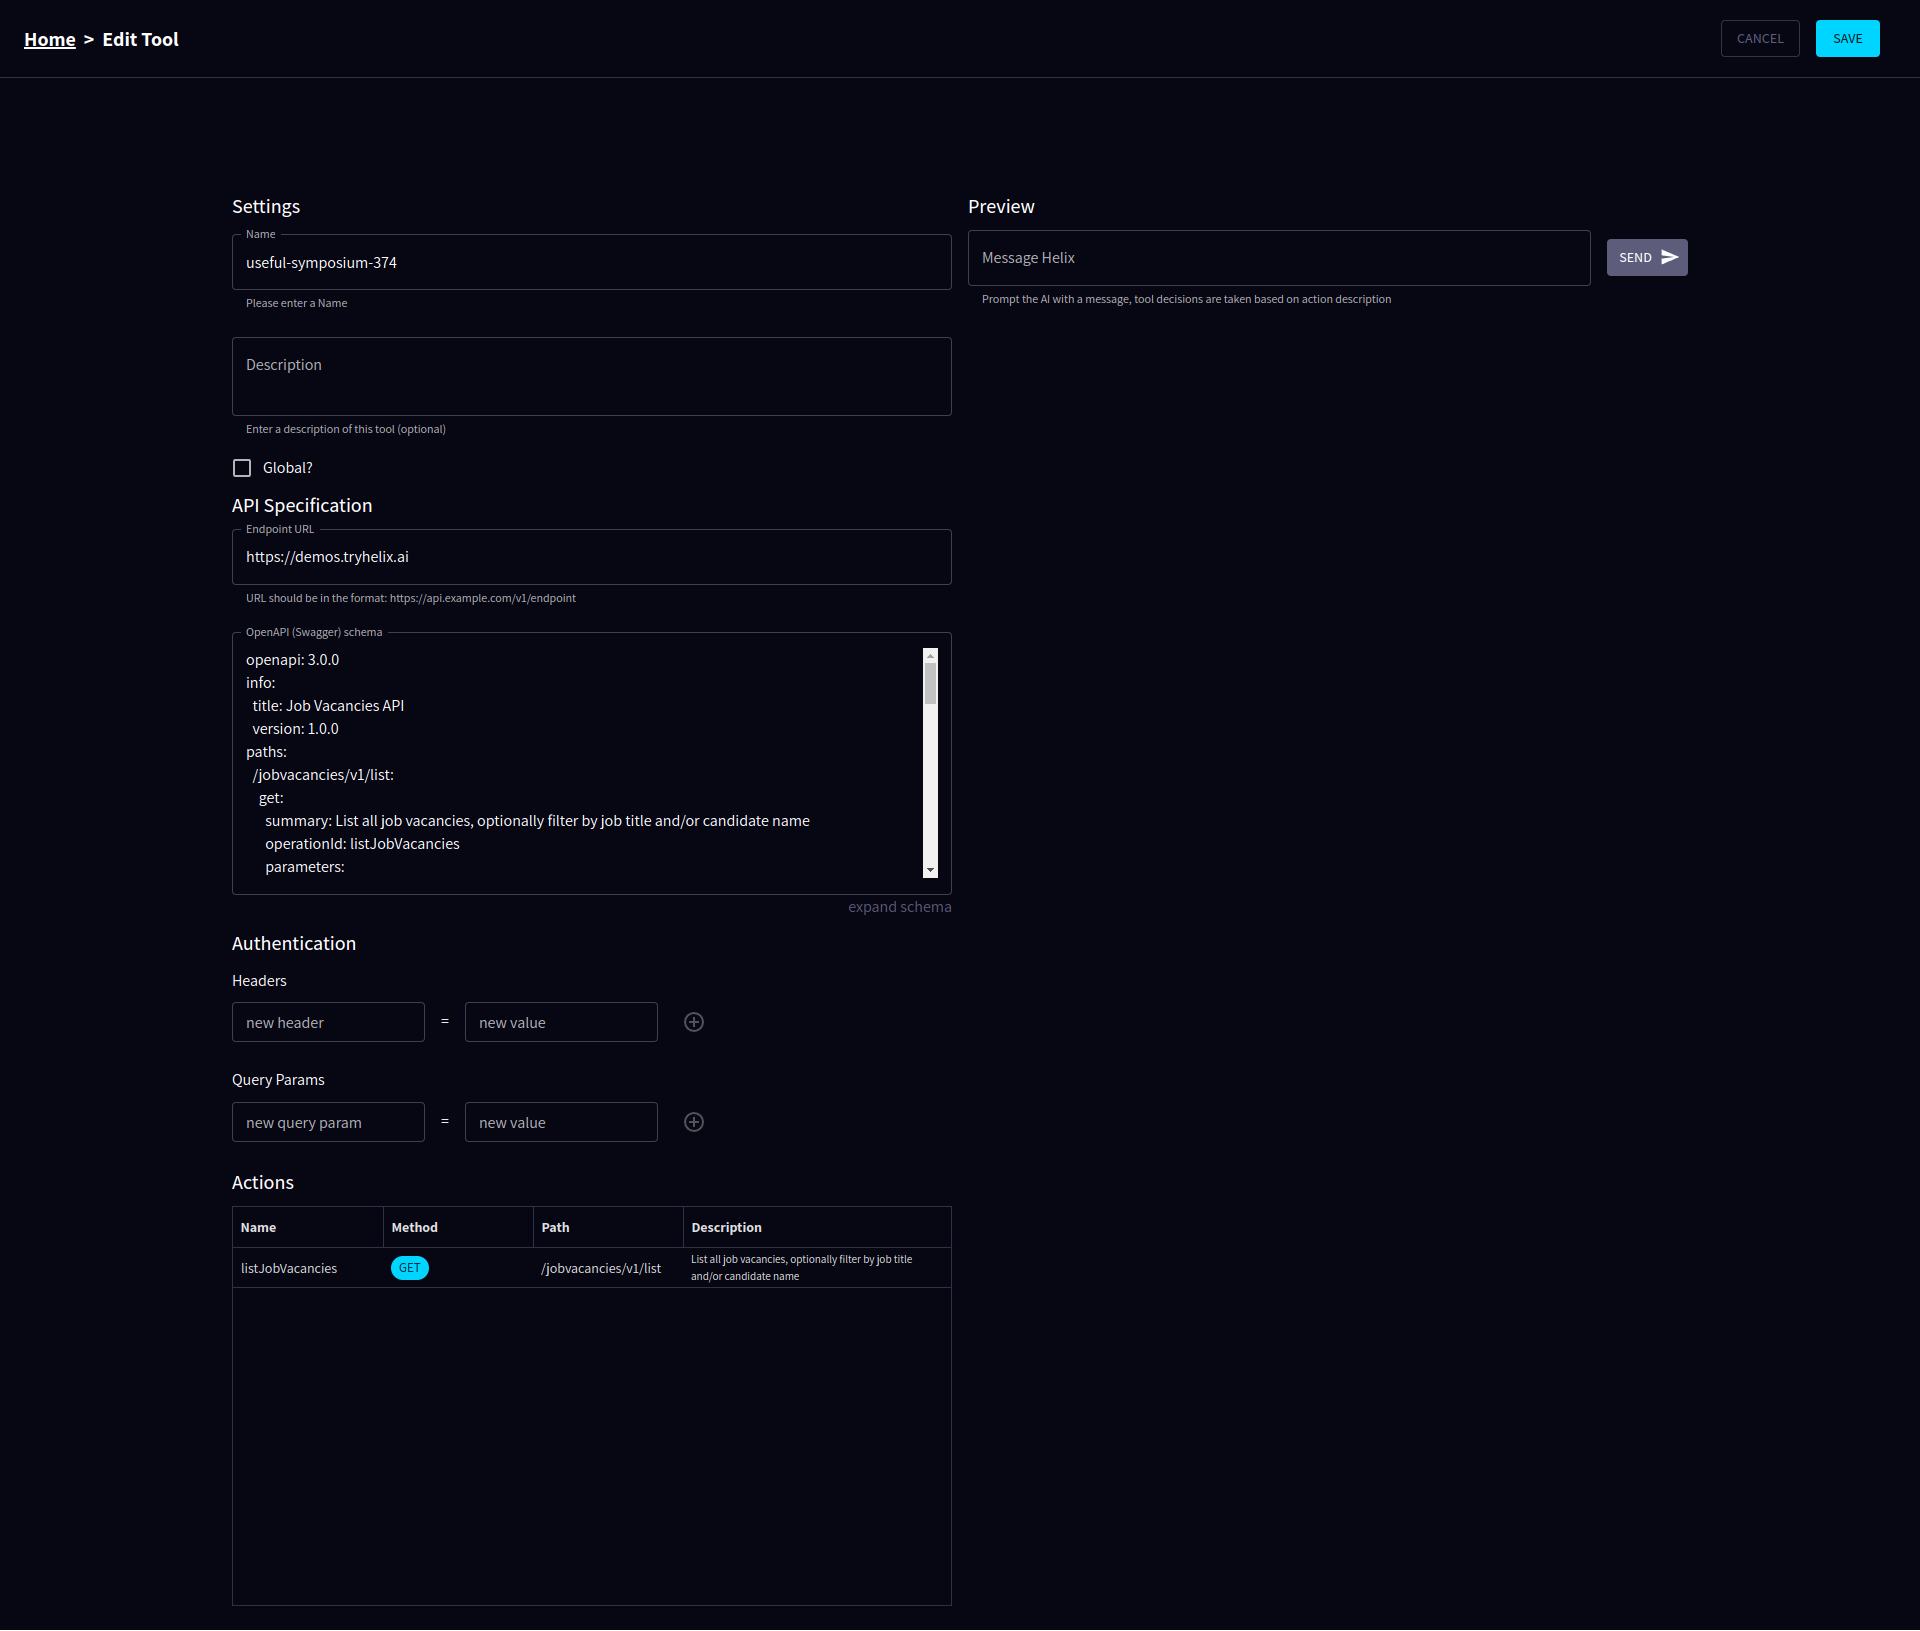 Home > Edit Tool
CANCEL
SAVE
Settings
Name
useful-symposium-374
Please enter a Name
Description
Enter a description of this tool (optional)
Global?
API Specification
Endpoint URL
https://demos.tryhelix.ai
URL should be in the format: https://api.example.com/v1/endpoint
OpenAPI (Swagger) schema
openapi: 3.0.0
info:
  title: Job Vacancies API
  version: 1.0.0
paths:
  /jobvacancies/v1/list:
    get:
      summary: List all job vacancies, optionally filter by job title and/or candidate name
      operationId: listJobVacancies
      parameters:
expand schema
Authentication
Headers
new header = new value
Query Params
new query param = new value
Actions
Name Method Path Description
listJobVacancies GET /jobvacancies/v1/list List all job vacancies, optionally filter by job title
and/or candidate name
Preview
Message Helix
SEND
Prompt the AI with a message, tool decisions are taken based on action description